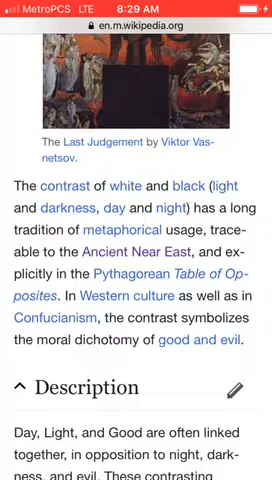 MetroPCS LTE 8:29 AM
en.m.wikipedia.org
The Last Judgement by Viktor Vas-
netsov.
The contrast of white and black (light
and darkness, day and night) has a long
tradition of metaphorical usage, trace-
able to the Ancient Near East, and ex-
plicitly in the Pythagorean Table of Op-
posites. In Western culture as well as in
Confucianism, the contrast symbolizes
the moral dichotomy of good and evil.
Description
Day, Light, and Good are often linked
together, in opposition to night, dark-
ness, and evil. These contrasting